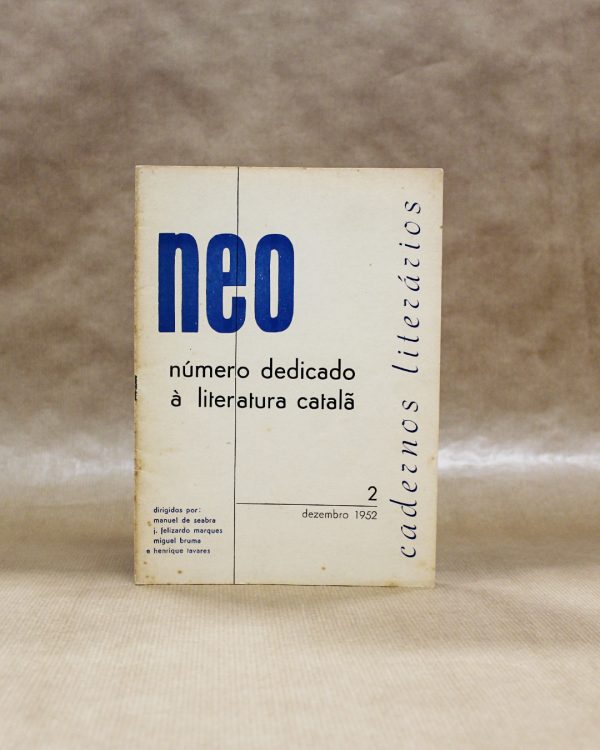 neo
número dedicado
à literatura catalã
2
dezembro 1952
dirigidos por:
manuel de seabra
j. felizardo marques
miguel bruma
e henrique tavares
cadernos literários